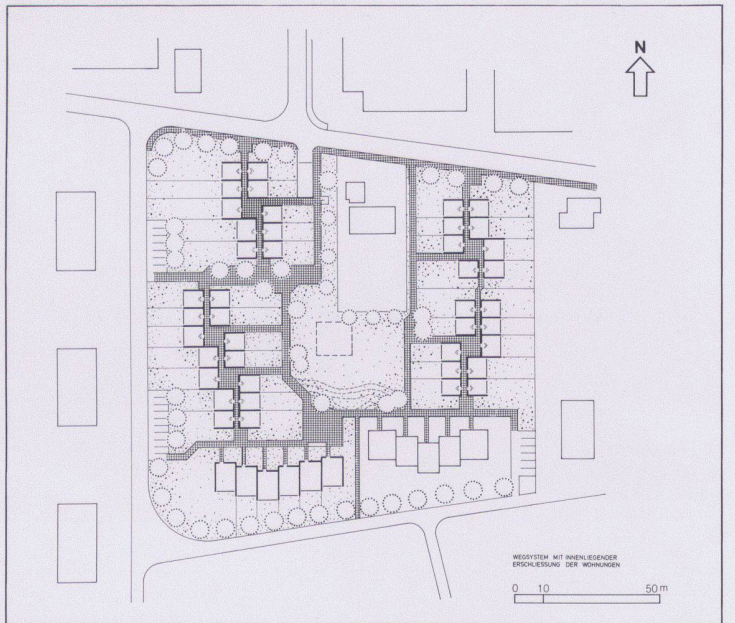 N
WEGSYSTEM MIT INNENLIEGENDER
ERSCHLIESSUNG DER WOHNUNGEN
0 10 50 m